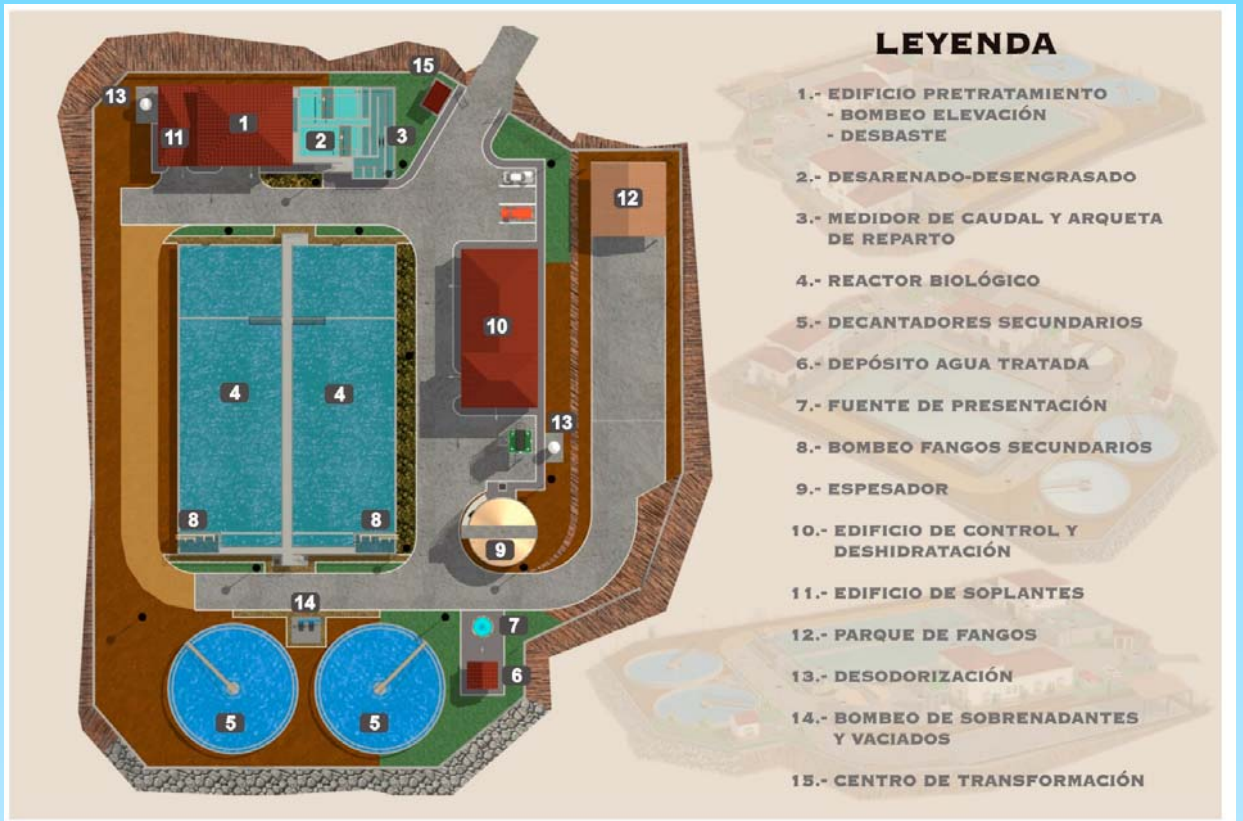 LEYENDA
1.- EDIFICIO PRETRATAMIENTO
- BOMBEO ELEVACIÓN
- DESBASTE
2.- DESARENADO-DESENGRASADO
3.- MEDIDOR DE CAUDAL Y ARQUETA
DE REPARTO
4.- REACTOR BIOLÓGICO
5.- DECANTADORES SECUNDARIOS
6.- DEPÓSITO AGUA TRATADA
7.- FUENTE DE PRESENTACIÓN
8.- BOMBEO FANGOS SECUNDARIOS
9.- ESPESADOR
10.- EDIFICIO DE CONTROL Y
DESHIDRATACIÓN
11.- EDIFICIO DE SOPLANTES
12.- PARQUE DE FANGOS
13.- DESODORIZACIÓN
14.- BOMBEO DE SOBRENADANTES
Y VACIADOS
15.- CENTRO DE TRANSFORMACIÓN
15
13
11
1
2
3
12
10
4
4
13
8
8
9
14
7
6
5
5